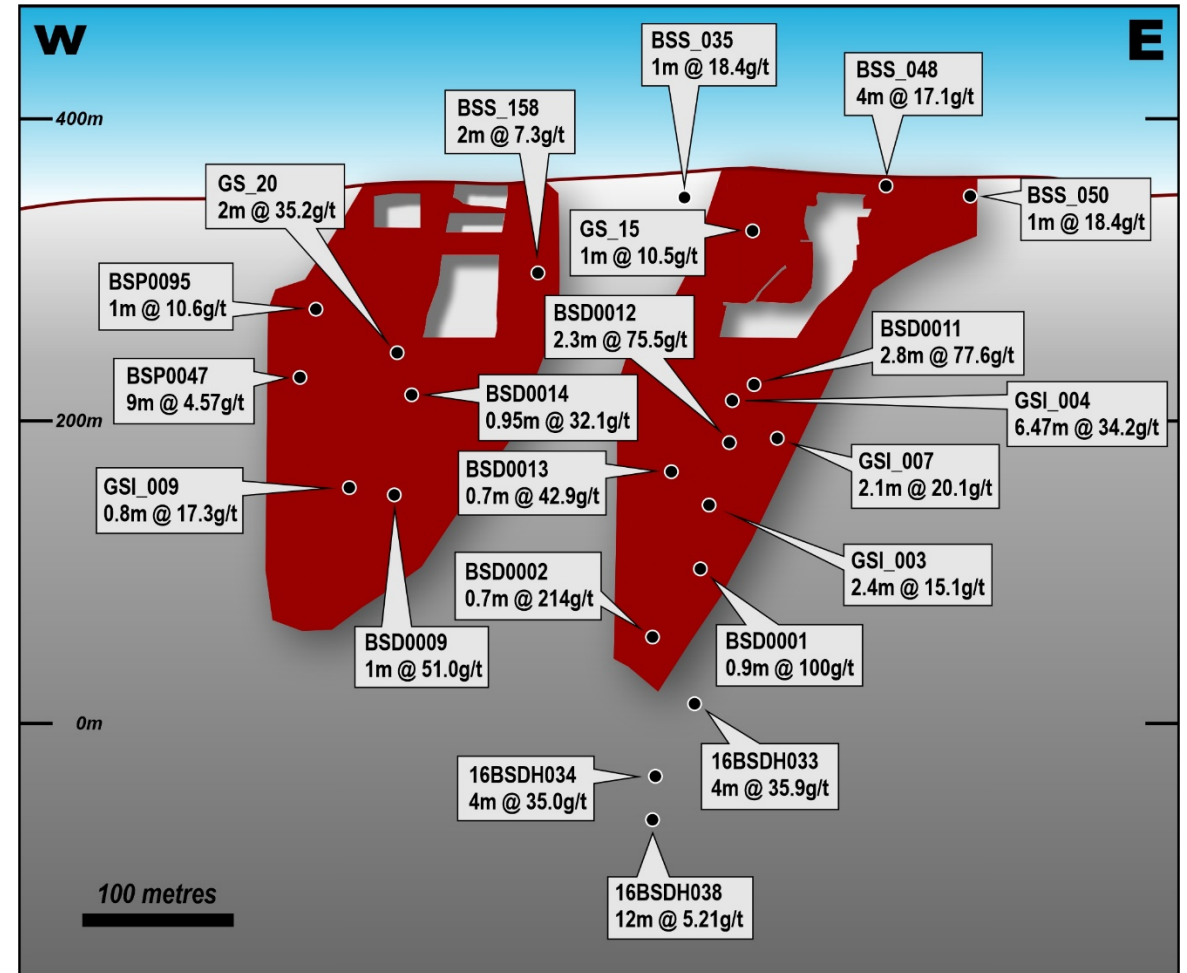 W
E
BSS_035
1m @ 18.4g/t
BSS_048
4m @ 17.1g/t
BSS_158
2m @ 7.3g/t
400m
GS_20
2m @ 35.2g/t
BSS_050
1m @ 18.4g/t
GS_15
1m @ 10.5g/t
BSP0095
1m @ 10.6g/t
BSD0012
2.3m @ 75.5g/t
BSD0011
2.8m @ 77.6g/t
BSP0047
9m @ 4.57g/t
BSD0014
0.95m @ 32.1g/t
GSI_004
6.47m @ 34.2g/t
200m
GSI_009
0.8m @ 17.3g/t
BSD0013
0.7m @ 42.9g/t
GSI_007
2.1m @ 20.1g/t
GSI_003
2.4m @ 15.1g/t
BSD0002
0.7m @ 214g/t
BSD0009
1m @ 51.0g/t
BSD0001
0.9m @ 100g/t
0m
16BSDH034
4m @ 35.0g/t
16BSDH033
4m @ 35.9g/t
16BSDH038
12m @ 5.21g/t
100 metres